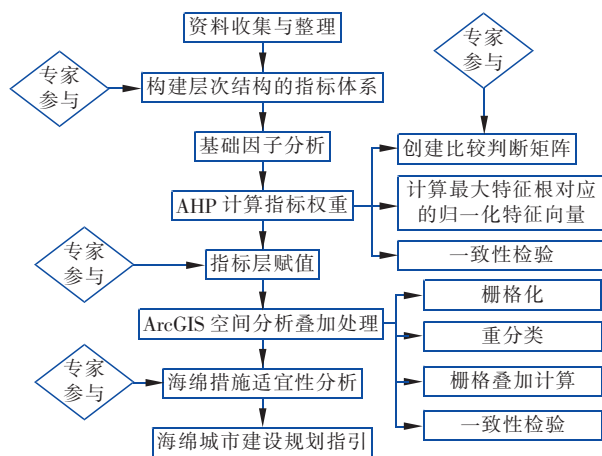 资料收集与整理
专家
参与
专家
参与
构建层次结构的指标体系
基础因子分析
创建比较判断矩阵
AHP 计算指标权重
计算最大特征根对应
的归一化特征向量
一致性检验
专家
参与
指标层赋值
栅格化
ArcGIS 空间分析叠加处理
重分类
专家
参与
海绵措施适宜性分析
栅格叠加计算
一致性检验
海绵城市建设规划指引